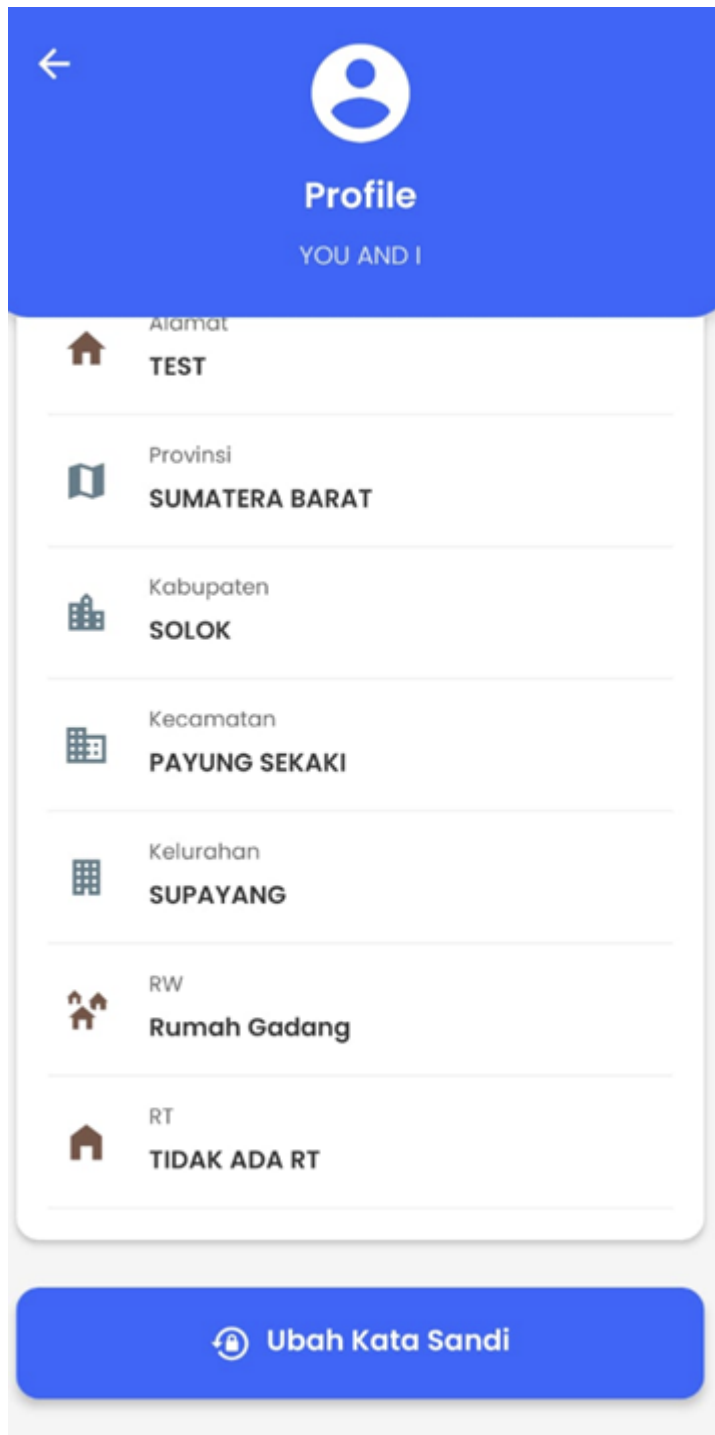 Profile
YOU AND I
Alamat
TEST
Provinsi
SUMATERA BARAT
Kabupaten
SOLOK
Kecamatan
PAYUNG SEKAKI
Kelurahan
SUPAYANG
RW
Rumah Gadang
RT
TIDAK ADA RT
Ubah Kata Sandi